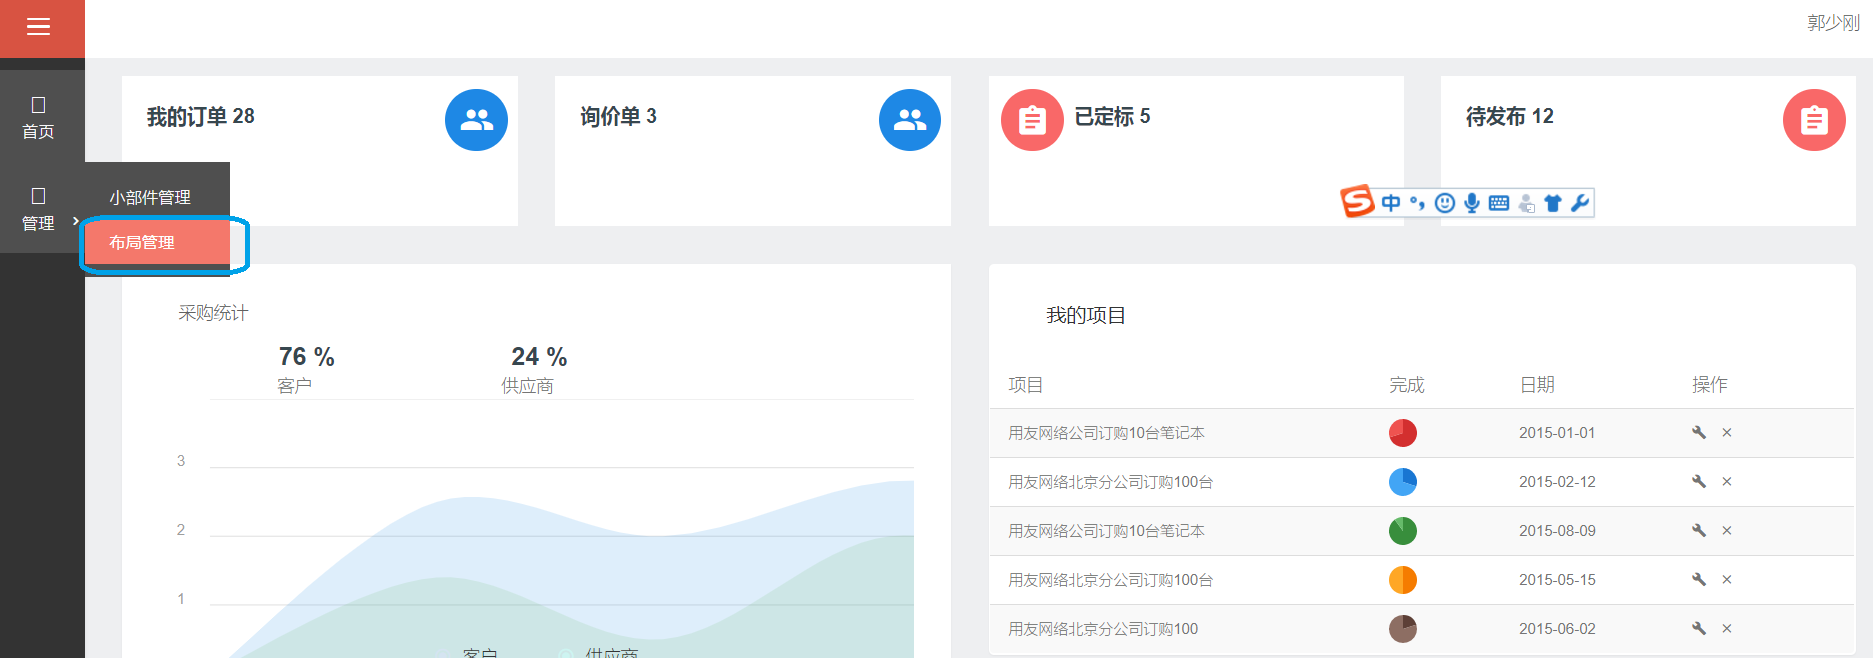 郭少刚
首页
管理
小部件管理
布局管理
我的订单 28
询价单 3
已定标 5
待发布 12
中
采购统计
76 %
24 %
客户
供应商
3
2
1
客户
供应商
我的项目
项目 完成 日期 操作
用友网络公司订购10台笔记本 2015-01-01
用友网络北京分公司订购100台 2015-02-12
用友网络公司订购10台笔记本 2015-08-09
用友网络北京分公司订购100台 2015-05-15
用友网络北京分公司订购100 2015-06-02